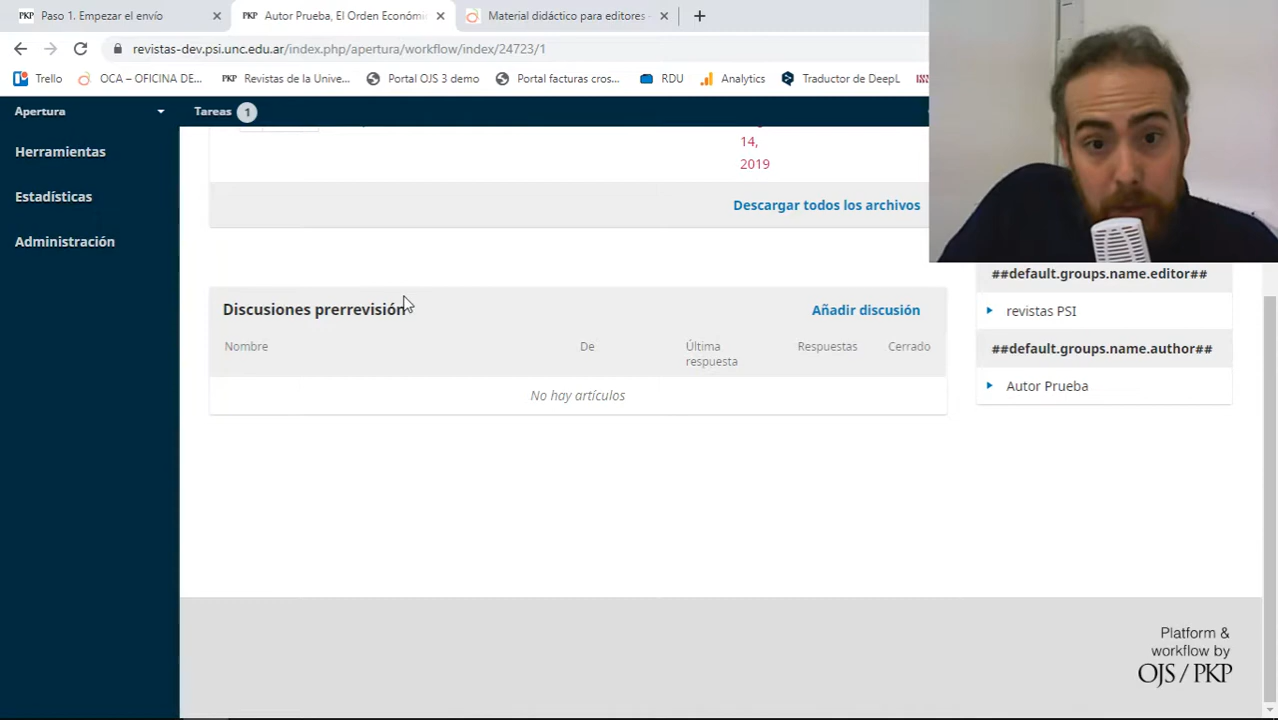 PKP Paso 1. Empezar el envío
PKP Autor Prueba, El Orden Económi
Material didáctico para editores -
revistas-dev.psi.unc.edu.ar/index.php/apertura/workflow/index/24723/1
Trello
OCA – OFICINA DE...
PKP Revistas de la Unive...
Portal OJS 3 demo
Portal facturas cros...
RDU
Analytics
Traductor de DeepL
Apertura
Tareas 1
Herramientas
Estadísticas
Administración
14,
2019
Descargar todos los archivos
Discusiones prerrevisión
Añadir discusión
Nombre
De
Última
respuesta
Respuestas
Cerrado
No hay artículos
##default.groups.name.editor##
revistas PSI
##default.groups.name.author##
Autor Prueba
Platform &
workflow by
OJS / PKP